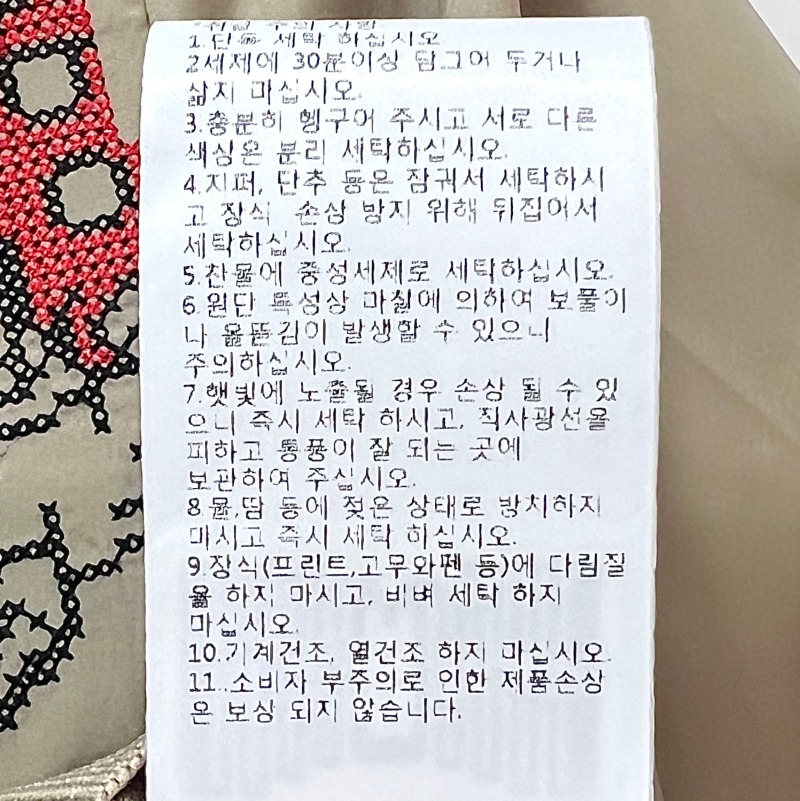 취급 주의 사항
1.단독 세탁 하십시오
2세제에 30분이상 담그어 두거나
삶지 마십시오.
3.충분히 헹구어 주시고 서로 다른
색상은 분리 세탁하십시오.
4.지퍼, 단추 등은 잠궈서 세탁하시
고 장식 손상 방지 위해 뒤집어서
세탁하십시오.
5.찬물에 중성세제로 세탁하십시오.
6.원단 특성상 마찰에 의하여 보풀이
나 올뜯김이 발생할 수 있으니
주의하십시오.
7.햇빛에 노출될 경우 손상 될 수 있
으니 즉시 세탁 하시고, 직사광선을
피하고 통풍이 잘 되는 곳에
보관하여 주십시오.
8.물,땀 등에 젖은 상태로 방치하지
마시고 즉시 세탁 하십시오.
9.장식(프린트,고무와펜 등)에 다림질
을 하지 마시고, 비벼 세탁 하지
마십시오.
10.기계건조, 열건조 하지 마십시오.
11..소비자 부주의로 인한 제품손상
은 보상 되지 않습니다.